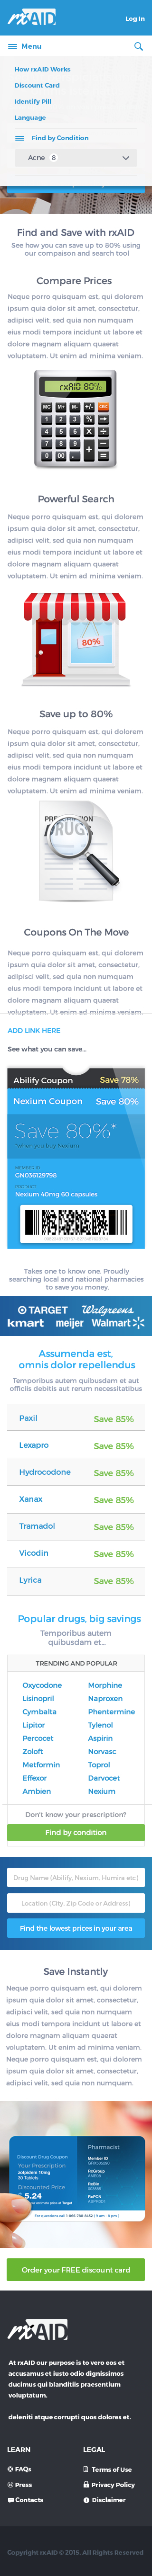 rxAID
Log In
Menu
How rxAID Works
Discount Card
Identify Pill
Language
Find by Condition
Acne 8
Find and Save with rxAID
See how you can save up to 80% using
our compaison and search tool
Compare Prices
Neque porro quisquam est, qui dolorem
ipsum quia dolor sit amet, consectetur,
adipisci velit, sed quia non numquam
eius modi tempora incidunt ut labore et
dolore magnam aliquam quaerat
voluptatem. Ut enim ad minima veniam.
rxAID 80%!
Powerful Search
Neque porro quisquam est, qui dolorem
ipsum quia dolor sit amet, consectetur,
adipisci velit, sed quia non numquam
eius modi tempora incidunt ut labore et
dolore magnam aliquam quaerat
voluptatem. Ut enim ad minima veniam.
80%
Save up to 80%
Neque porro quisquam est, qui dolorem
ipsum quia dolor sit amet, consectetur,
adipisci velit, sed quia non numquam
eius modi tempora incidunt ut labore et
dolore magnam aliquam quaerat
voluptatem. Ut enim ad minima veniam.
DRUGS
Coupons On The Move
Neque porro quisquam est, qui dolorem
ipsum quia dolor sit amet, consectetur,
adipisci velit, sed quia non numquam
eius modi tempora incidunt ut labore et
dolore magnam aliquam quaerat
voluptatem. Ut enim ad minima veniam.
ADD LINK HERE
See what you can save...
Abilify Coupon Save 78%
Nexium Coupon Save 80%
Save 80%*
when you buy Nexium
GN036129798
Nexium 40mg 60 capsules
Takes one to know one. Proudly
searching local and national pharmacies
to save you money.
TARGET Walgreens
kmart meijer Walmart
Assumenda est,
omnis dolor repellendus
Temporibus autem quibusdam et aut
officiis debitis aut rerum necessitatibus
Paxil Save 85%
Lexapro Save 85%
Hydrocodone Save 85%
Xanax Save 85%
Tramadol Save 85%
Vicodin Save 85%
Lyrica Save 85%
Popular drugs, big savings
Temporibus autem
quibusdam et...
TRENDING AND POPULAR
Oxycodone Morphine
Lisinopril Naproxen
Cymbalta Phentermine
Lipitor Tylenol
Percocet Aspirin
Zoloft Norvasc
Metformin Toprol
Effexor Darvocet
Ambien Nexium
Don't know your prescription?
Find by condition
Drug Name (Abilify, Nexium, Humira etc)
Location (City, Zip Code or Address)
Find the lowest prices in your area
Save Instantly
Neque porro quisquam est, qui dolorem
ipsum quia dolor sit amet, consectetur,
adipisci velit, sed quia non numquam
eius modi tempora incidunt ut labore et
dolore magnam aliquam quaerat
voluptatem. Ut enim ad minima veniam.
Neque porro quisquam est, qui dolorem
ipsum quia dolor sit amet, consectetur,
adipisci velit, sed quia non numquam.
Pharmacist
Discount Drug Coupon
Your Prescription
zolpidem 10mg
30 Tablets
Discounted Price
5.24
Member ID
RxGroup
RxBin
RxPCN
Order your FREE discount card
rxAID
At rxAID our purpose is to vero eos et
accusamus et iusto odio dignissimos
ducimus qui blanditiis praesentium
voluptatum.
deleniti atque corrupti quos dolores et.
LEARN LEGAL
FAQs Terms of Use
Press Privacy Policy
Contacts Disclaimer
Copyright rxAID © 2015. All Rights Reserved